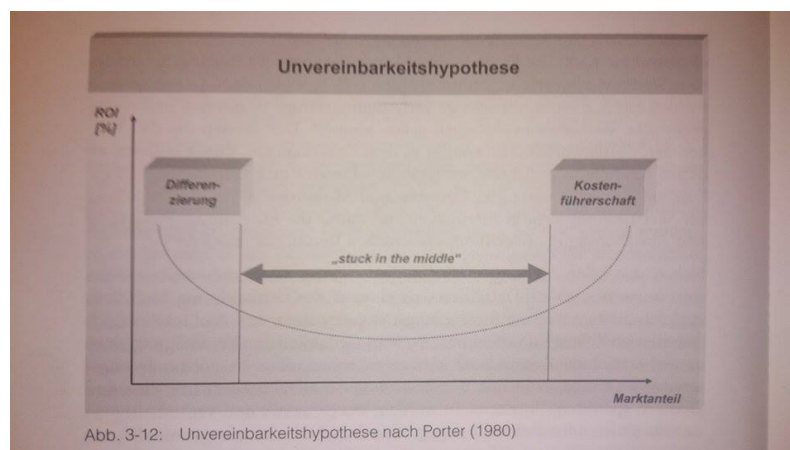 Unvereinbarkeitshypothese
ROI
[%]
Differen-
zierung
Kosten-
führerschaft
„stuck in the middle“
Marktanteil
Abb. 3-12: Unvereinbarkeitshypothese nach Porter (1980)